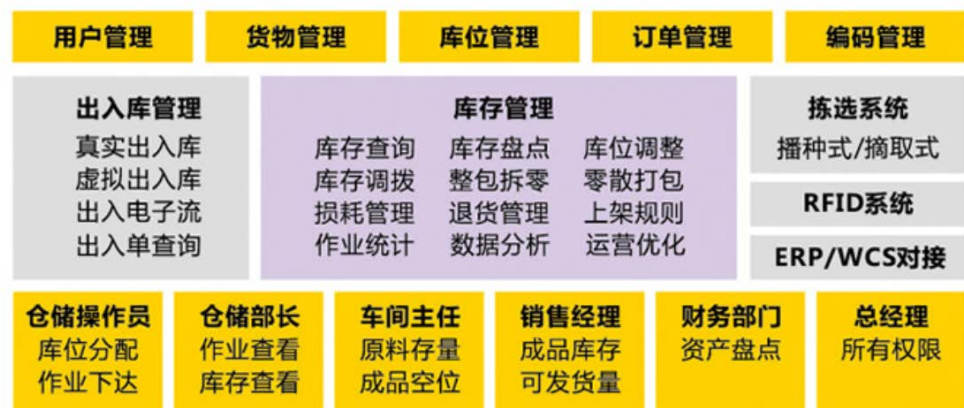 用户管理 货物管理 库位管理 订单管理 编码管理
出入库管理
真实出入库
虚拟出入库
出入电子流
出入单查询
库存管理
库存查询 库存盘点 库位调整
库存调拨 整包拆零 零散打包
损耗管理 退货管理 上架规则
作业统计 数据分析 运营优化
拣选系统
播种式/摘取式
RFID系统
ERP/WCS对接
仓储操作员
库位分配
作业下达
仓储部长
作业查看
库存查看
车间主任
原料存量
成品空位
销售经理
成品库存
可发货量
财务部门
资产盘点
总经理
所有权限